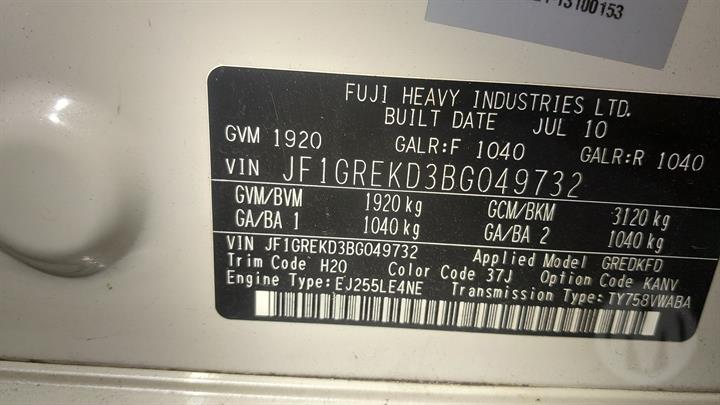 13100153
FUJI HEAVY INDUSTRIES LTD.
BUILT DATE JUL 10
GVM 1920 GALR:F 1040 GALR:R 1040
VIN JF1GREKD3BG049732
GVM/BVM 1920 kg GCM/BKM 3120 kg
GA/BA 1 1040 kg GA/BA 2 1040 kg
VIN JF1GREKD3BG049732 Applied Model GREDKFD
Trim Code H20 Color Code 37J Option Code KANV
Engine Type:EJ255LE4NE Transmission Type:TY758VWABA